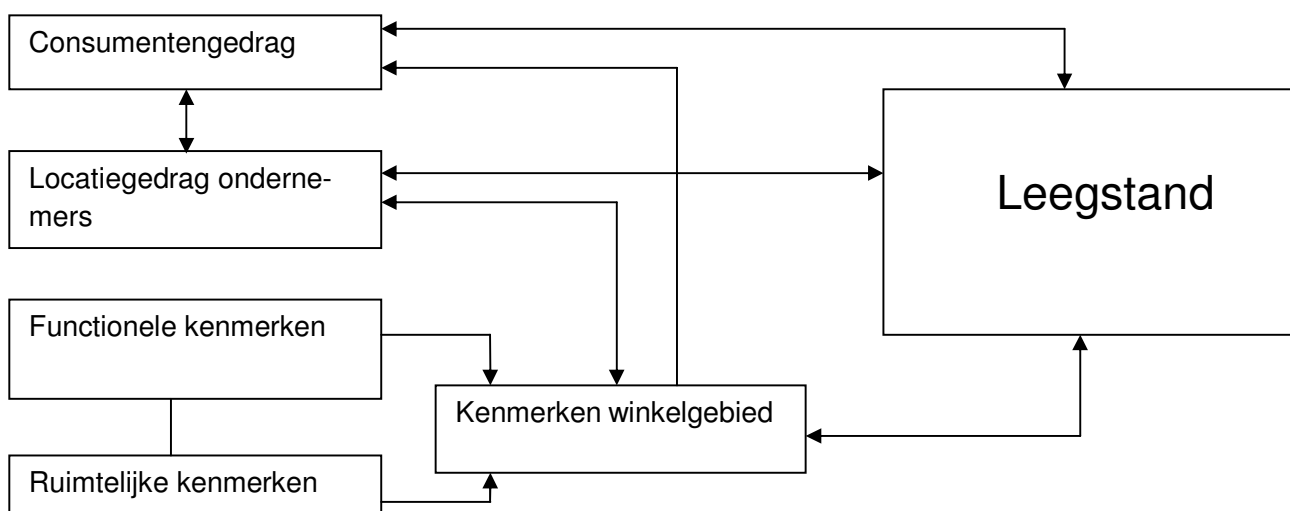 Consumentengedrag
Locatiegedrag onderne-
mers
Leegstand
Functionele kenmerken
Kenmerken winkelgebied
Ruimtelijke kenmerken